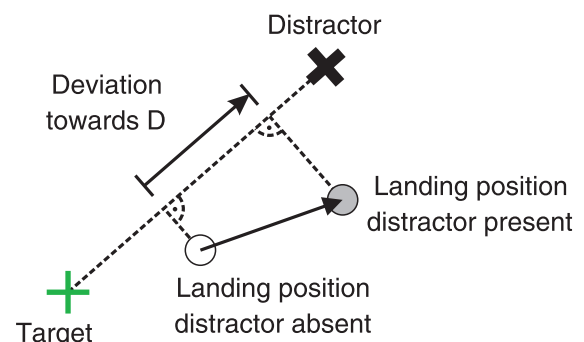 Distractor
Deviation
towards D
Landing position
distractor present
Landing position
distractor absent
Target